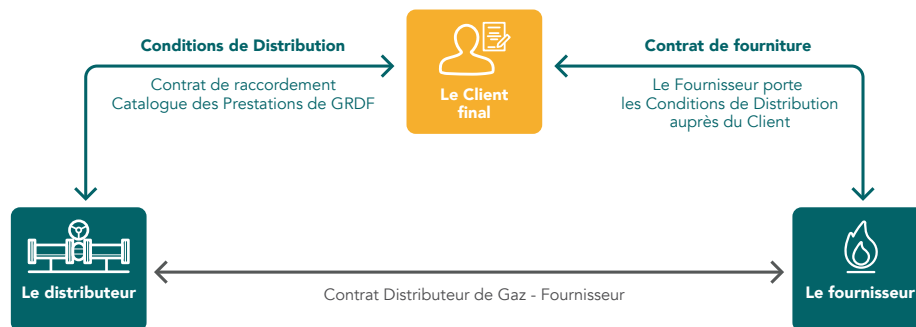 Conditions de Distribution
Contrat de raccordement
Catalogue des Prestations de GRDF
Le Client
final
Contrat de fourniture
Le Fournisseur porte
les Conditions de Distribution
auprès du Client
Le distributeur
Contrat Distributeur de Gaz - Fournisseur
Le fournisseur